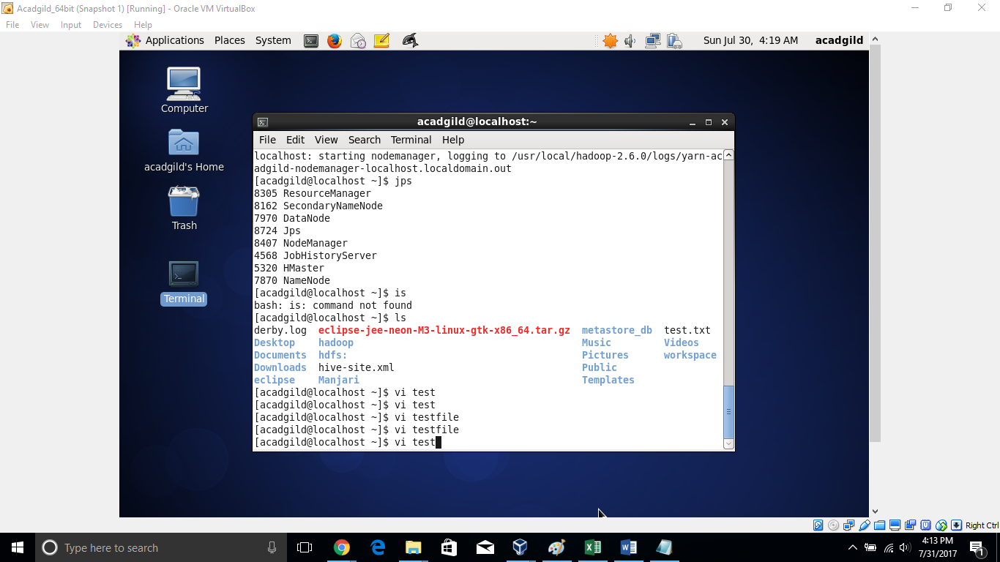 Acadgild_64bit (Snapshot 1) [Running] - Oracle VM VirtualBox
File View Input Devices Help
Applications Places System Sun Jul 30, 4:19 AM acadgild
Computer
acadgild's Home
Trash
Terminal
acadgild@localhost:~
File Edit View Search Terminal Help
localhost: starting nodemanager, logging to /usr/local/hadoop-2.6.0/logs/yarn-ac
adgild-nodemanager-localhost.localdomain.out
[acadgild@localhost ~]$ jps
8305 ResourceManager
8162 SecondaryNameNode
7970 DataNode
8724 Jps
8407 NodeManager
4568 JobHistoryServer
5320 HMaster
7870 NameNode
[acadgild@localhost ~]$ is
bash: is: command not found
[acadgild@localhost ~]$ ls
derby.log eclipse-jee-neon-M3-linux-gtk-x86_64.tar.gz metastore_db test.txt
Desktop hadoop Music Videos
Documents hdfs: Pictures workspace
Downloads hive-site.xml Public
eclipse Manjari Templates
[acadgild@localhost ~]$ vi test
[acadgild@localhost ~]$ vi test
[acadgild@localhost ~]$ vi testfile
[acadgild@localhost ~]$ vi testfile
[acadgild@localhost ~]$ vi test
Right Ctrl
Type here to search
4:13 PM
7/31/2017
1